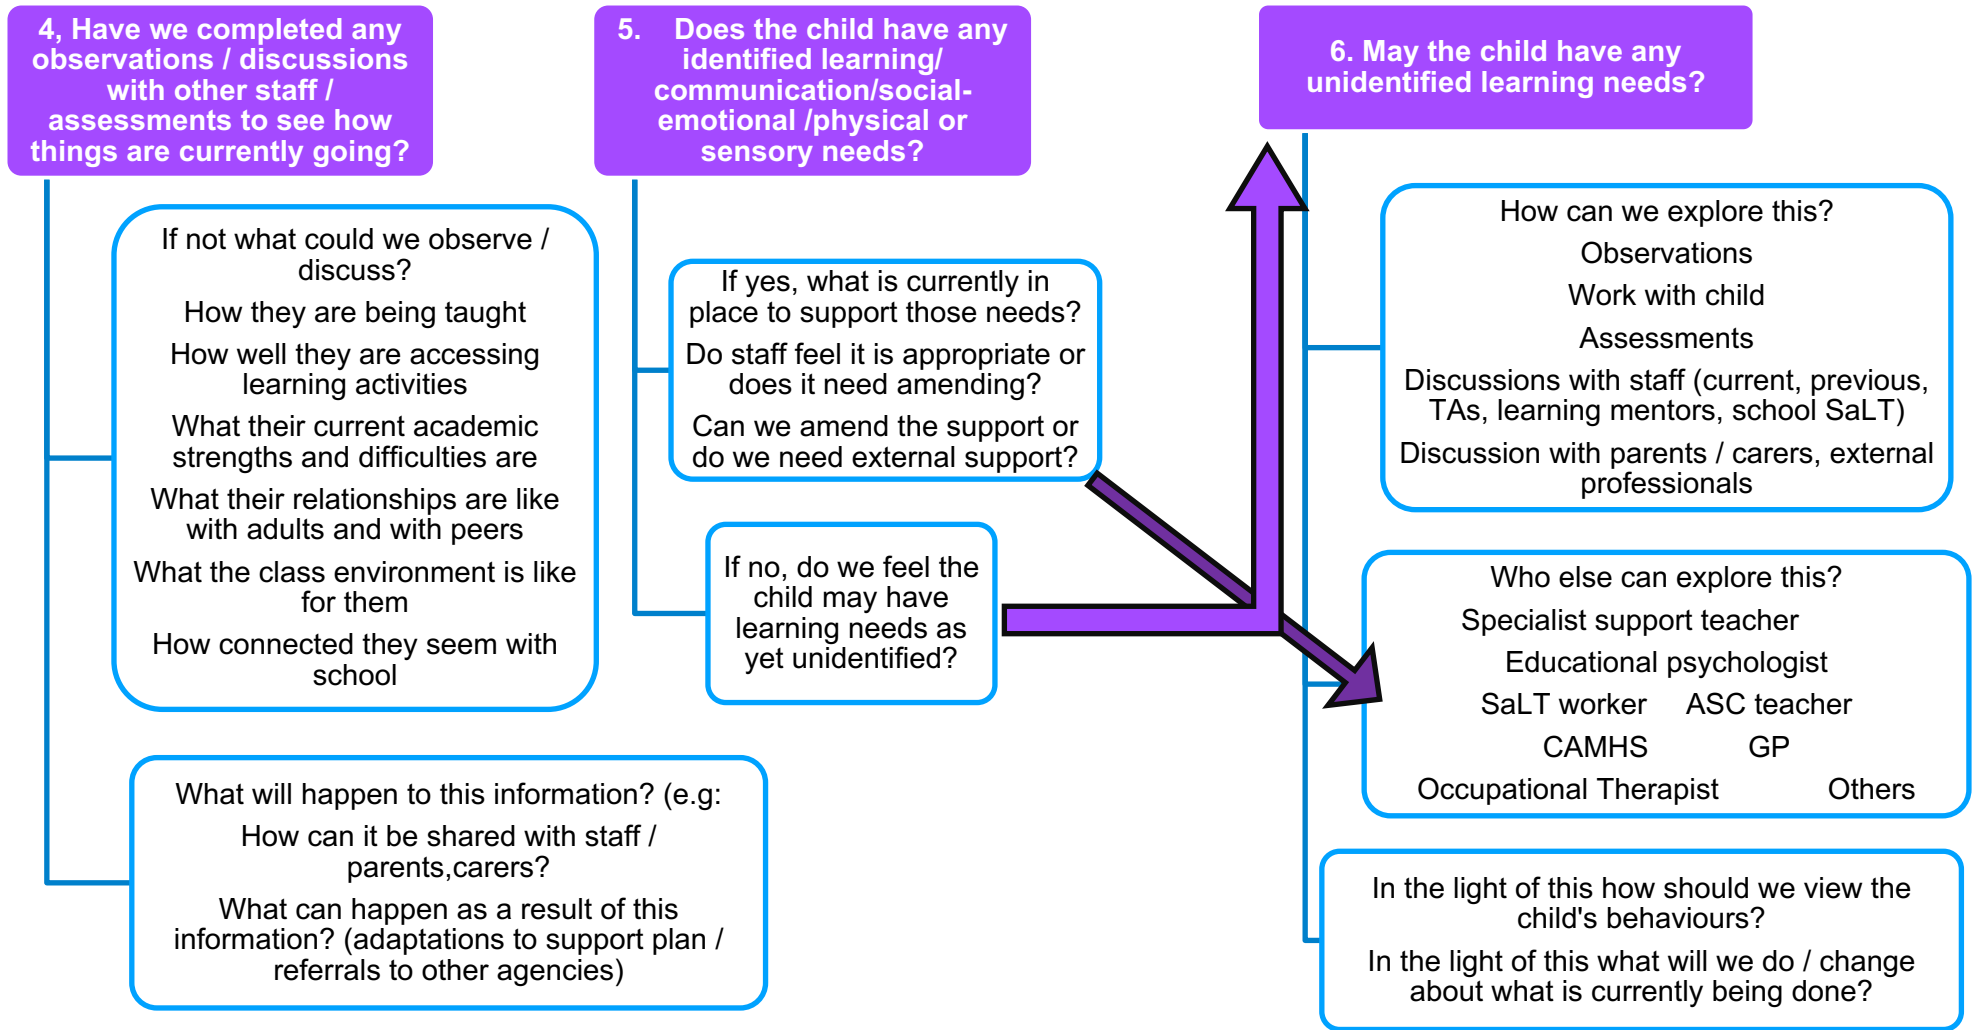 4, Have we completed any
observations / discussions
with other staff /
assessments to see how
things are currently going?
If not what could we observe /
discuss?
How they are being taught
How well they are accessing
learning activities
What their current academic
strengths and difficulties are
What their relationships are like
with adults and with peers
What the class environment is like
for them
How connected they seem with
school
What will happen to this information? (e.g:
How can it be shared with staff /
parents,carers?
What can happen as a result of this
information? (adaptations to support plan /
referrals to other agencies)
5. Does the child have any
identified learning/
communication/social-
emotional /physical or
sensory needs?
If yes, what is currently in
place to support those needs?
Do staff feel it is appropriate or
does it need amending?
Can we amend the support or
do we need external support?
If no, do we feel the
child may have
learning needs as
yet unidentified?
6. May the child have any
unidentified learning needs?
How can we explore this?
Observations
Work with child
Assessments
Discussions with staff (current, previous,
TAs, learning mentors, school SaLT)
Discussion with parents / carers, external
professionals
Who else can explore this?
Specialist support teacher
Educational psychologist
SaLT worker ASC teacher
CAMHS GP
Occupational Therapist Others
In the light of this how should we view the
child's behaviours?
In the light of this what will we do / change
about what is currently being done?